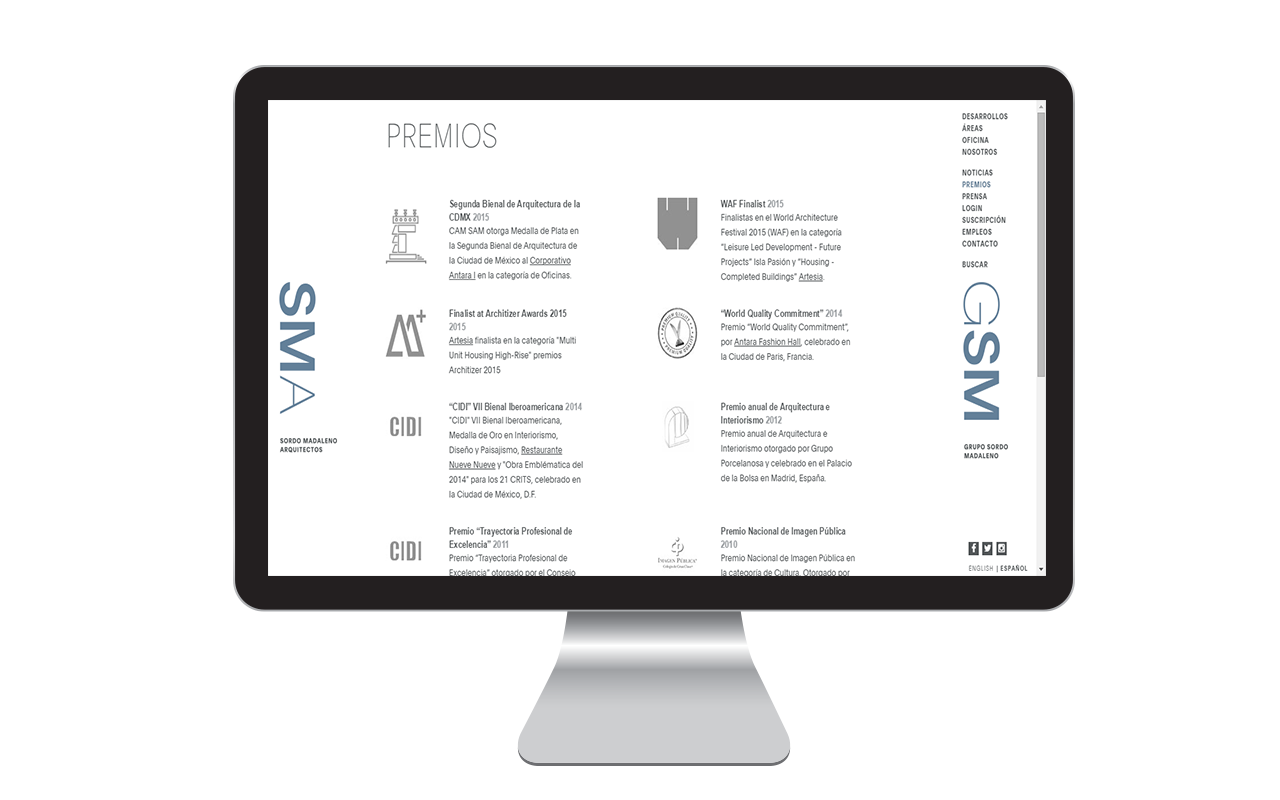 PREMIOS
Segunda Bienal de Arquitectura de la
CDMX 2015
CAM SAM otorga Medalla de Plata en
la Segunda Bienal de Arquitectura de
la Ciudad de México al Corporativo
Antara I en la categoría de Oficinas.
WAF Finalist 2015
Finalistas en el World Architecture
Festival 2015 (WAF) en la categoría
"Leisure Led Development - Future
Projects" Isla Pasión y "Housing -
Completed Buildings" Artesia.
Finalist at Architizer Awards 2015
2015
Artesia finalista en la categoría "Multi
Unit Housing High-Rise" premios
Architizer 2015
PREMIUM QUALITY
PREMIUM QUALITY
“World Quality Commitment” 2014
Premio “World Quality Commitment”,
por Antara Fashion Hall, celebrado en
la Ciudad de Paris, Francia.
CIDI
“CIDI” VII Bienal Iberoamericana 2014
"CIDI" VII Bienal Iberoamericana,
Medalla de Oro en Interiorismo,
Diseño y Paisajismo, Restaurante
Nueve Nueve y "Obra Emblemática del
2014" para los 21 CRITS, celebrado en
la Ciudad de México, D.F.
Premio anual de Arquitectura e
Interiorismo 2012
Premio anual de Arquitectura e
Interiorismo otorgado por Grupo
Porcelanosa y celebrado en el Palacio
de la Bolsa en Madrid, España.
CIDI
Premio “Trayectoria Profesional de
Excelencia” 2011
Premio "Trayectoria Profesional de
Excelencia" otorgado por el Consejo
IMAGEN PÚBLICA
Premio Nacional de Imagen Pública
2010
Premio Nacional de Imagen Pública en
la categoría de Cultura. Otorgado por
SMA
SORDO MADALENO
ARQUITECTOS
DESARROLLOS
ÁREAS
OFICINA
NOSOTROS
NOTICIAS
PREMIOS
PRENSA
LOGIN
SUSCRIPCIÓN
EMPLEOS
CONTACTO
BUSCAR
GSM
GRUPO SORDO
MADALENO
ENGLISH | ESPAÑOL